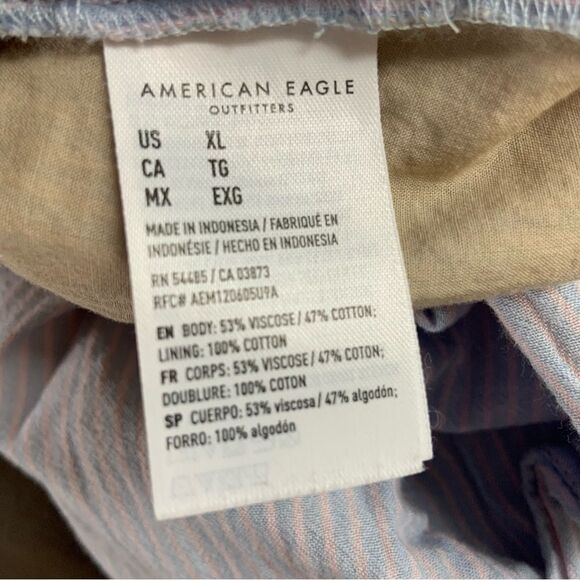 AMERICAN EAGLE
OUTFITTERS
US XL
CA TG
MX EXG
MADE IN INDONESIA / FABRIQUÉ EN
INDONÉSIE / HECHO EN INDONESIA
RN 54485 / CA 03873
RFC# AEM120605U9A
EN BODY: 53% VISCOSE / 47% COTTON;
LINING: 100% COTTON
FR CORPS: 53% VISCOSE / 47% COTON;
DOUBLURE: 100% COTON
SP CUERPO: 53% viscosa / 47% algodón;
FORRO: 100% algodón